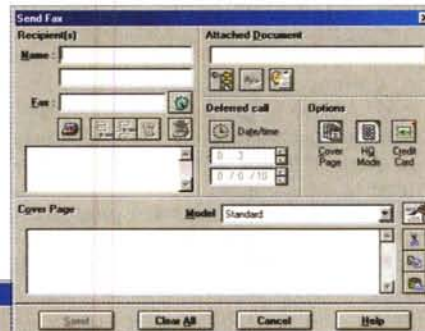 Send Fax
Recipient(s)
Name :
Fax :
Attached Document
Deferred call
Date/time
Options
Cover Page
HQ Mode
Credit Card
Cover Page
Model Standard
Send
Clear All
Cancel
Help